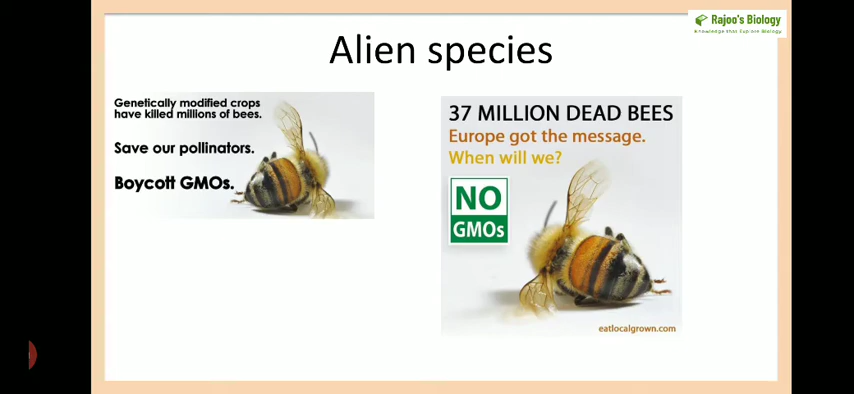 Rajoo's Biology
Knowledge that Explore Biology
Alien species
Genetically modified crops
have killed millions of bees.
Save our pollinators.
Boycott GMOs.
37 MILLION DEAD BEES
Europe got the message.
When will we?
NO
GMOs
eatlocalgrown.com